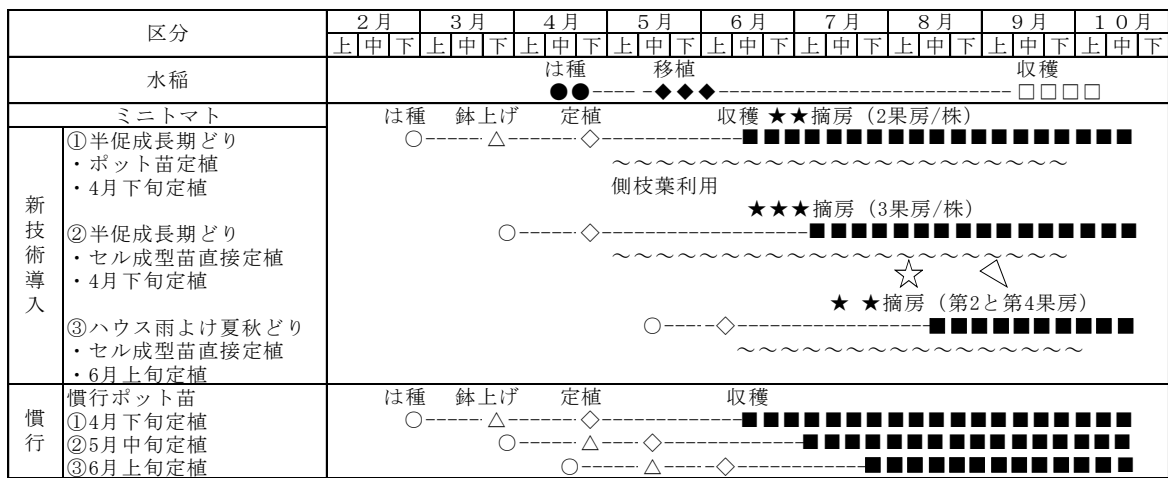 区分 2月 3月 4月 5月 6月 7月 8月 9月 10月
上 中 下 上 中 下 上 中 下 上 中 下 上 中 下 上 中 下 上 中 下 上 中 下 上 中 下
水稲 は種 移植 収穫
ミニトマト は種 鉢上げ 定植 収穫 ★★摘房（2果房/株）
新技術導入
①半促成長期どり
・ポット苗定植
・4月下旬定植 側枝葉利用
★★★摘房（3果房/株）
②半促成長期どり
・セル成型苗直接定植
・4月下旬定植
★ ★摘房（第2と第4果房）
③ハウス雨よけ夏秋どり
・セル成型苗直接定植
・6月上旬定植
慣行
慣行ポット苗 は種 鉢上げ 定植 収穫
①4月下旬定植
②5月中旬定植
③6月上旬定植